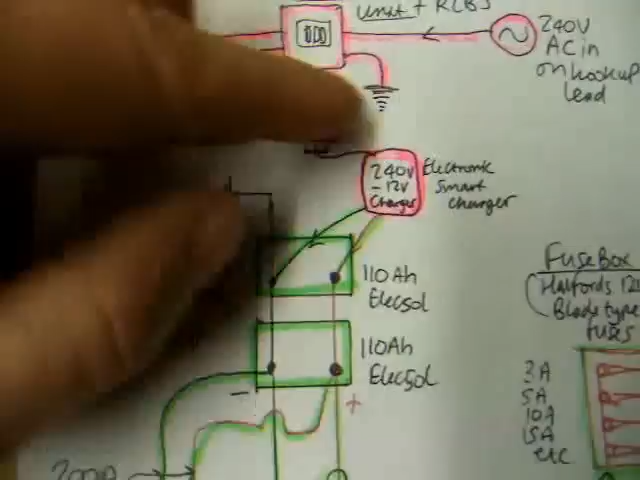 unit + RCBs
240V
AC in
on hookup
lead
240V
- 12V
Charger
Electronic
Smart
charger
110Ah
Elecsol
110Ah
Elecsol
-
+
FuseBox
Halfords 12V
Blade type
fuses
3A
5A
10A
15A
etc